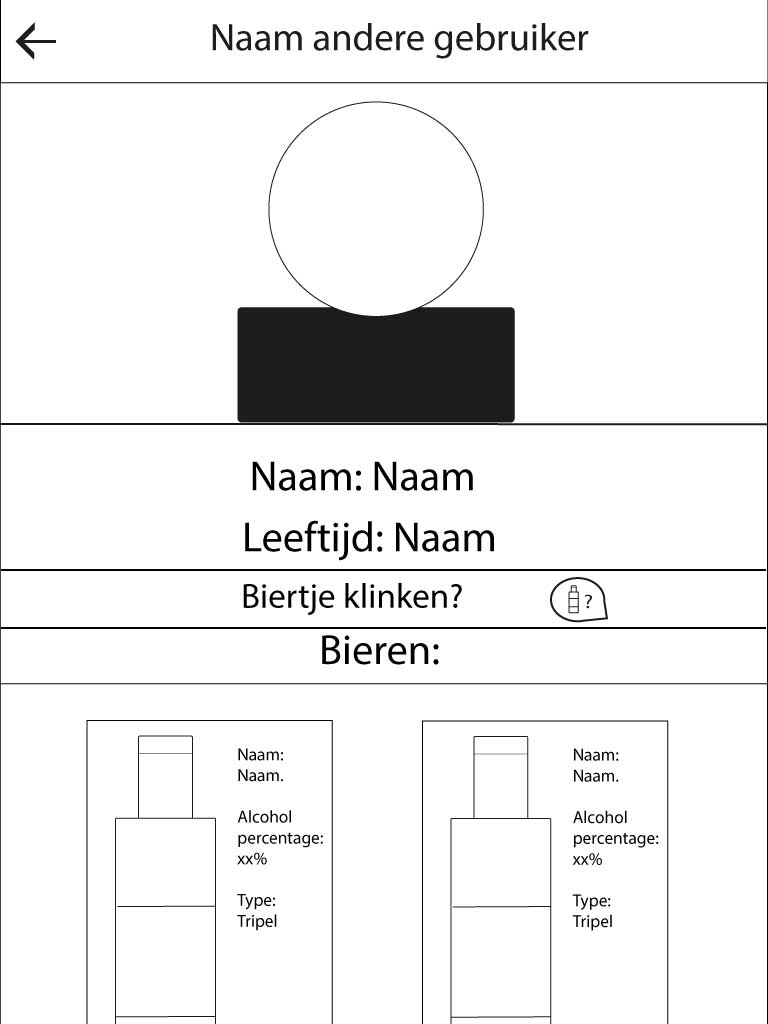 Naam andere gebruiker
Naam: Naam
Leeftijd: Naam
Biertje klinken?
?
Bieren:
Naam:
Naam.
Alcohol
percentage:
xx%
Type:
Tripel
Naam:
Naam.
Alcohol
percentage:
xx%
Type:
Tripel